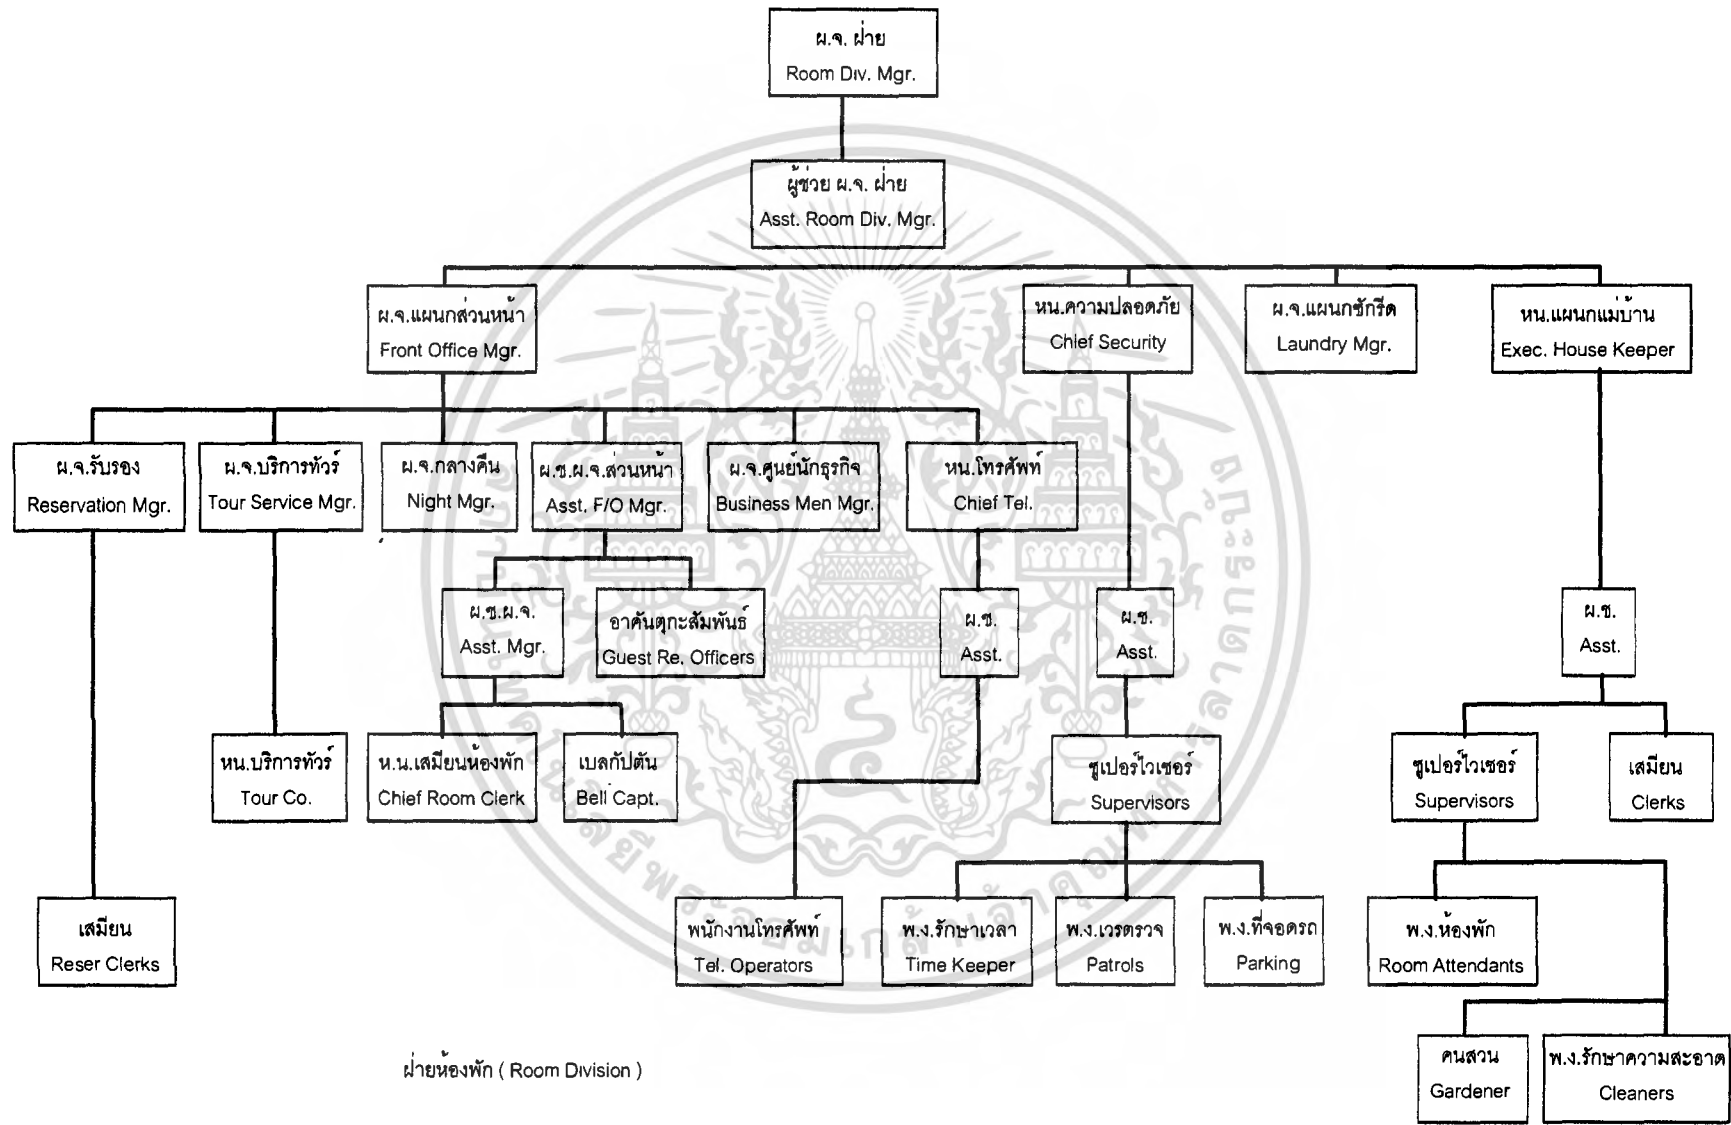 ผ.จ. ฝ่าย
Room Div. Mgr.
ผู้ช่วย ผ.จ. ฝ่าย
Asst. Room Div. Mgr.
ผ.จ.แผนกส่วนหน้า
Front Office Mgr.
หน.ความปลอดภัย
Chief Security
ผ.จ.แผนกซักรีด
Laundry Mgr.
หน.แผนกแม่บ้าน
Exec. House Keeper
ผ.จ.รับรอง
Reservation Mgr.
ผ.จ.บริการทัวร์
Tour Service Mgr.
ผ.จ.กลางคืน
Night Mgr.
ผ.ช.ผ.จ.ส่วนหน้า
Asst. F/O Mgr.
ผ.จ.ศูนย์นักธุรกิจ
Business Men Mgr.
หน.โทรศัพท์
Chief Tel.
ผ.ช.ผ.จ.
Asst. Mgr.
อาคันตุกะสัมพันธ์
Guest Re. Officers
ผ.ช.
Asst.
ผ.ช.
Asst.
ผ.ช.
Asst.
หน.บริการทัวร์
Tour Co.
ห.น.เสมียนห้องพัก
Chief Room Clerk
เบลกัปตัน
Bell Capt.
ซูเปอร์ไวเซอร์
Supervisors
ซูเปอร์ไวเซอร์
Supervisors
เสมียน
Clerks
เสมียน
Reser Clerks
พนักงานโทรศัพท์
Tel. Operators
พ.ง.รักษาเวลา
Time Keeper
พ.ง.เวรตรวจ
Patrols
พ.ง.ที่จอดรถ
Parking
พ.ง.ห้องพัก
Room Attendants
คนสวน
Gardener
พ.ง.รักษาความสะอาด
Cleaners
ฝ่ายห้องพัก ( Room Division )